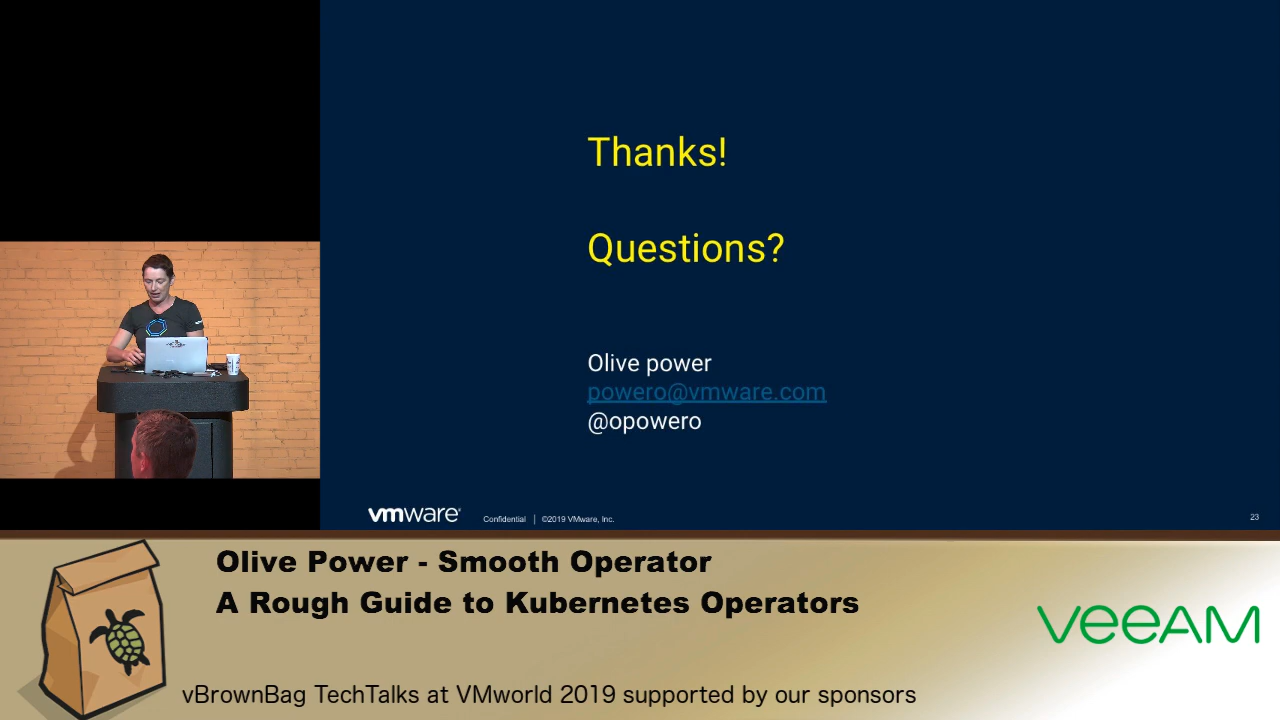 Thanks!
Questions?
Olive power
powero@vmware.com
@opowero
vmware
Confidential | ©2019 VMware, Inc.
23
Olive Power - Smooth Operator
A Rough Guide to Kubernetes Operators
veeAM
vBrownBag TechTalks at VMworld 2019 supported by our sponsors